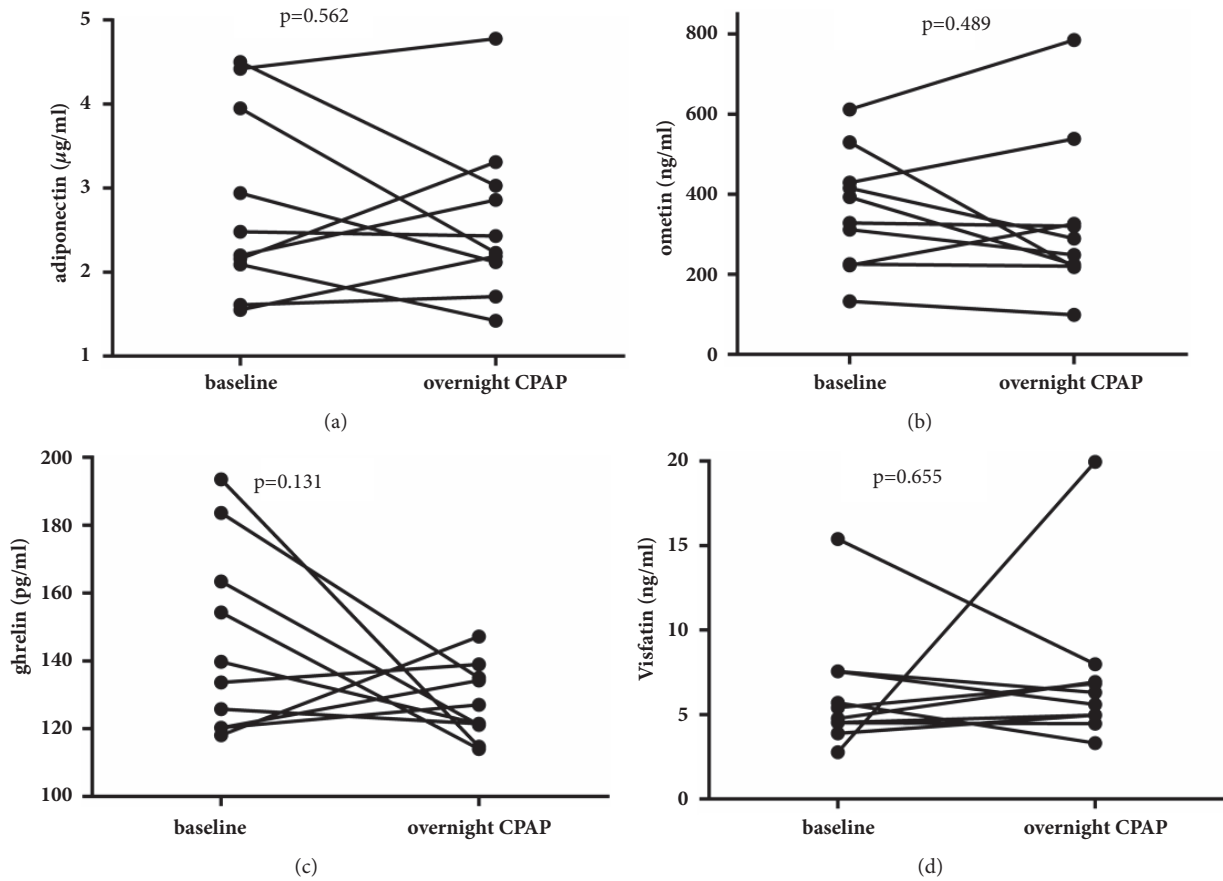 p=0.562
5
4
3
2
1
adiponectin (µg/ml)
baseline
overnight CPAP
(a)
p=0.489
800
600
400
200
0
ometin (ng/ml)
baseline
overnight CPAP
(b)
p=0.131
200
180
160
140
120
100
ghrelin (pg/ml)
baseline
overnight CPAP
(c)
p=0.655
20
15
10
5
0
Visfatin (ng/ml)
baseline
overnight CPAP
(d)